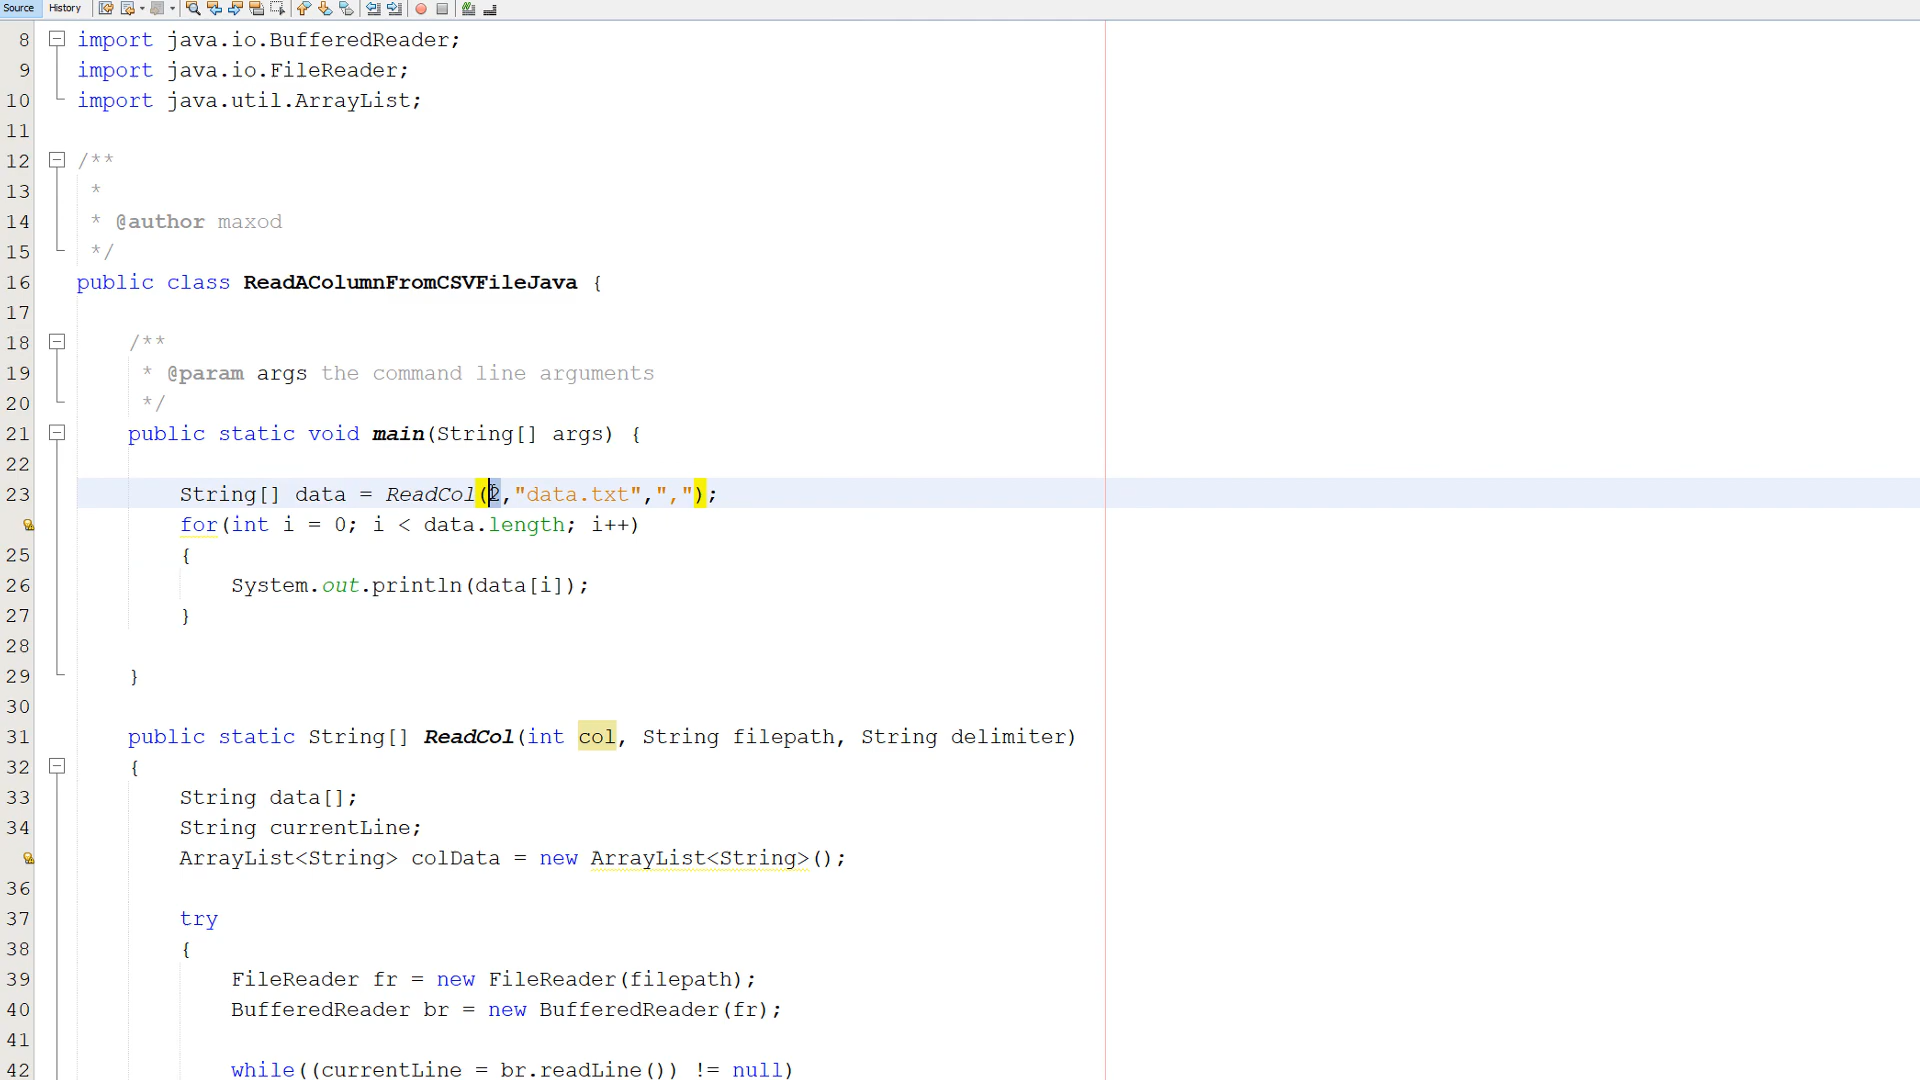 Source History
8 import java.io.BufferedReader;
9 import java.io.FileReader;
10 import java.util.ArrayList;
11
12 /**
13 *
14 * @author maxod
15 */
16 public class ReadAColumnFromCSVFileJava {
17
18 /**
19 * @param args the command line arguments
20 */
21 public static void main(String[] args) {
22
23 String[] data = ReadCol(2,"data.txt",",");
for(int i = 0; i < data.length; i++)
25 {
26 System.out.println(data[i]);
27 }
28
29 }
30
31 public static String[] ReadCol(int col, String filepath, String delimiter)
32 {
33 String data[];
34 String currentLine;
ArrayList<String> colData = new ArrayList<String>();
36
37 try
38 {
39 FileReader fr = new FileReader(filepath);
40 BufferedReader br = new BufferedReader(fr);
41
42 while((currentLine = br.readLine()) != null)